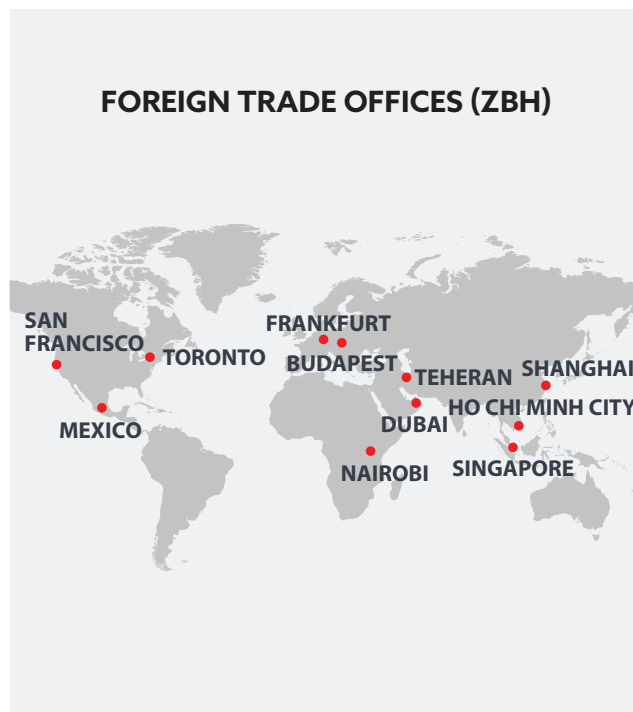 FOREIGN TRADE OFFICES (ZBH)
SAN
FRANCISCO
TORONTO
MEXICO
FRANKFURT
BUDAPEST
TEHERAN
DUBAI
NAIROBI
SHANGHAI
HO CHI MINH CITY
SINGAPORE